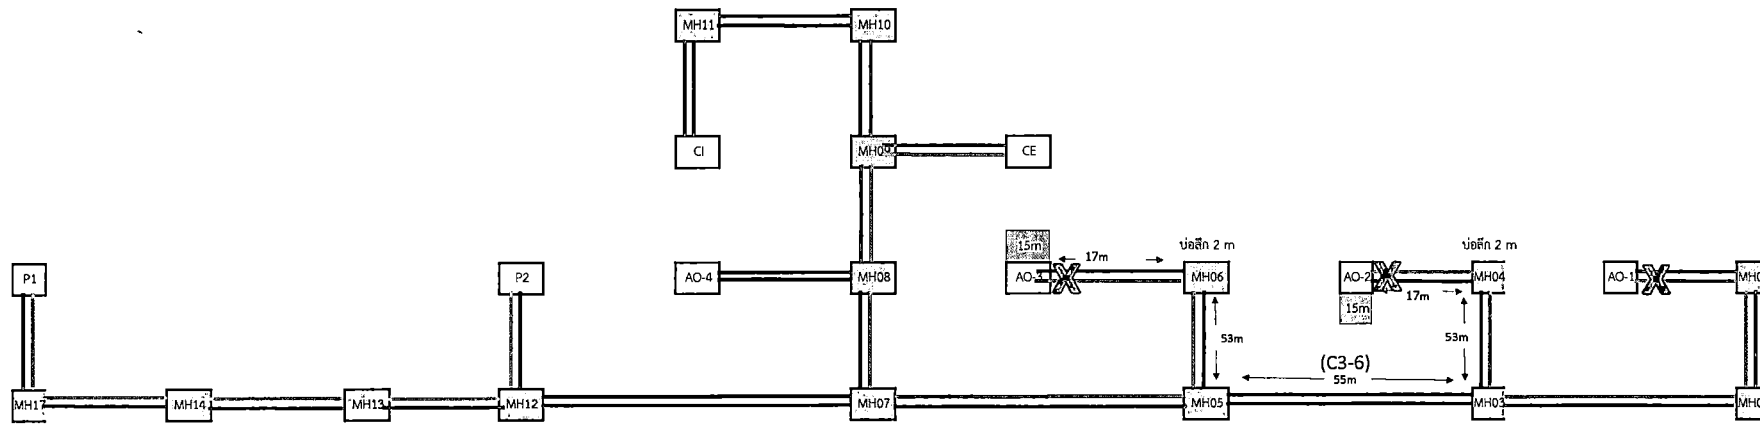 MH11
MH10
CI
MH09
CE
15m
บ่อลึก 2 m
บ่อลึก 2 m
17m
P1
P2
AO-4
MH08
AO-3
MH06
AO-2
MH04
AO-1
17m
15m
53m
53m
(C3-6)
55m
MH17
MH14
MH13
MH12
MH07
MH05
MH03